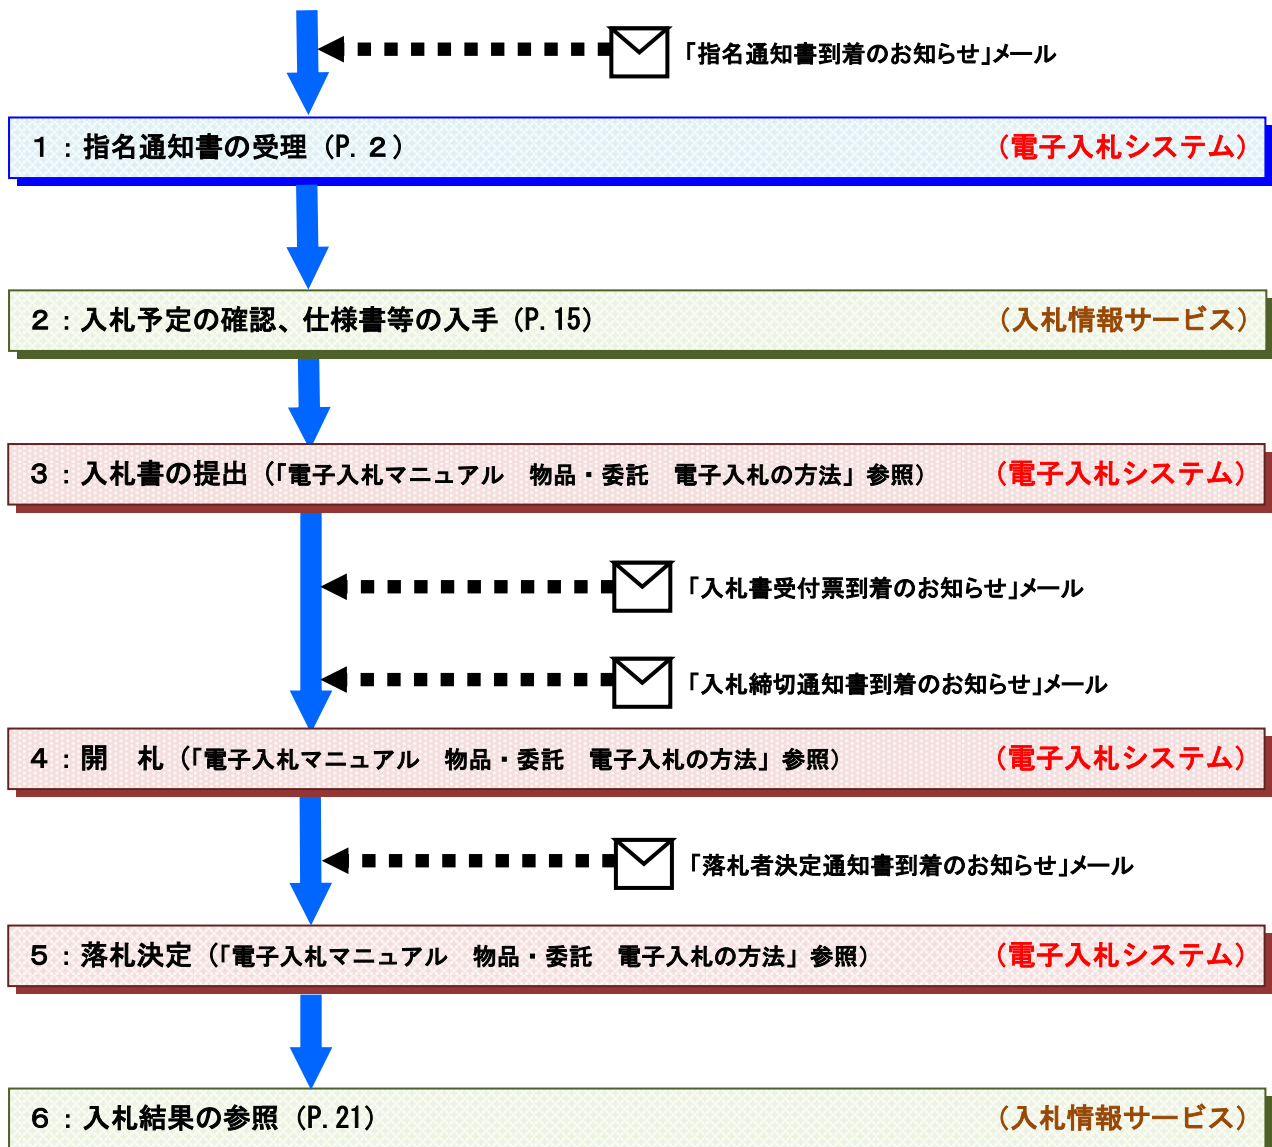 「指名通知書到着のお知らせ」メール
１：指名通知書の受理（P.２） （電子入札システム）
２：入札予定の確認、仕様書等の入手（P.15） （入札情報サービス）
３：入札書の提出（「電子入札マニュアル　物品・委託　電子入札の方法」参照） （電子入札システム）
「入札書受付票到着のお知らせ」メール
「入札締切通知書到着のお知らせ」メール
４：開　札（「電子入札マニュアル　物品・委託　電子入札の方法」参照） （電子入札システム）
「落札者決定通知書到着のお知らせ」メール
５：落札決定（「電子入札マニュアル　物品・委託　電子入札の方法」参照） （電子入札システム）
６：入札結果の参照（P.21） （入札情報サービス）